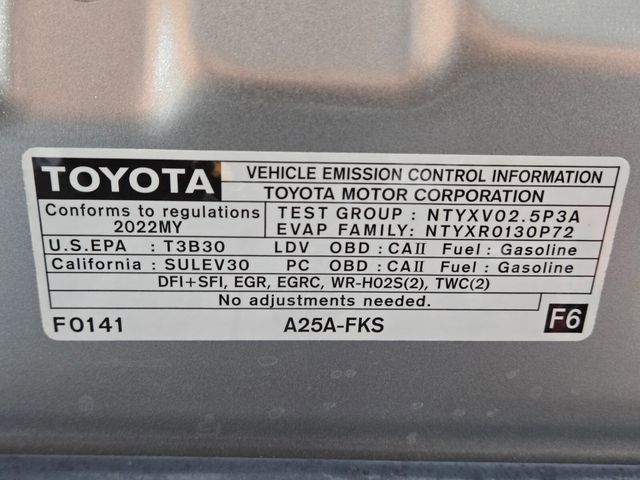 TOYOTA
VEHICLE EMISSION CONTROL INFORMATION
TOYOTA MOTOR CORPORATION
Conforms to regulations
2022MY
TEST GROUP : NTYXV02.5P3A
EVAP FAMILY: NTYXR0130P72
U.S.EPA : T3B30 LDV OBD : CAII Fuel : Gasoline
California : SULEV30 PC OBD : CAII Fuel : Gasoline
DFI+SFI, EGR, EGRC, WR-HO2S(2), TWC(2)
No adjustments needed.
F0141 A25A-FKS F6